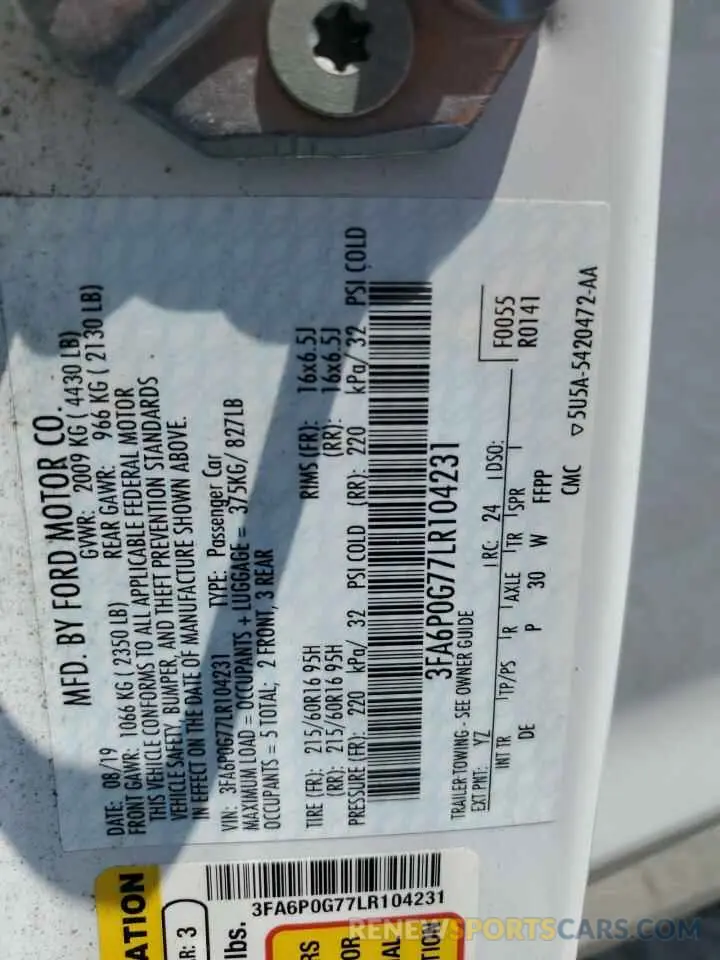 MFD. BY FORD MOTOR CO.
DATE: 08/19 GVWR: 2009 KG ( 4430 LB)
FRONT GAWR: 1066 KG ( 2350 LB) REAR GAWR: 966 KG ( 2130 LB)
THIS VEHICLE CONFORMS TO ALL APPLICABLE FEDERAL MOTOR
VEHICLE SAFETY, BUMPER, AND THEFT PREVENTION STANDARDS
IN EFFECT ON THE DATE OF MANUFACTURE SHOWN ABOVE.
VIN: 3FA6P0G77LR104231 TYPE: Passenger Car
MAXIMUM LOAD = OCCUPANTS + LUGGAGE = 375KG/ 827LB
OCCUPANTS = 5 TOTAL; 2 FRONT, 3 REAR
TIRE (FR): 215/60R16 95H RIMS (FR): 16x6.5J
(RR): 215/60R16 95H (RR): 16x6.5J
PRESSURE (FR): 220 kPa/ 32 PSI COLD (RR): 220 kPa/ 32 PSI COLD
3FA6P0G77LR104231
TRAILER TOWING - SEE OWNER GUIDE
F0055
EXT PNT: YZ RC: 24 DSO: R0141
INT TR TP/PS R AXLE TR SPR
DE P 30 W FFPP
CMC ▿5U5A-5420472-AA
3FA6P0G77LR104231
ATION
R: 3
lbs.
RS
OR
AL
TION
RENEWSPORTSCARS.COM